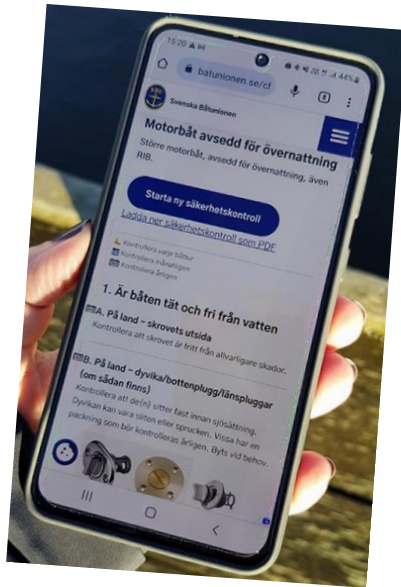 15:20
44%
batunionen.se/cl
Svenska Båtunionen
Motorbåt avsedd för övernattning
Större motorbåt, avsedd för övernattning, även
RIB.
Starta ny säkerhetskontroll
Ladda ner säkerhetskontroll som PDF
Kontrollera varje båttur
Kontrollera månatligen
Kontrollera årligen
1. Är båten tät och fri från vatten
A. På land – skrovets utsida
Kontrollera att skrovet är fritt från allvarligare skador.
B. På land – dyvika/bottenplugg/länspluggar
(om sådan finns)
Kontrollera att de(n) sitter fast innan sjösättning.
Dyvikan kan vara sliten eller sprucken. Vissa har en
packning som bör kontrolleras årligen. Byts vid behov.